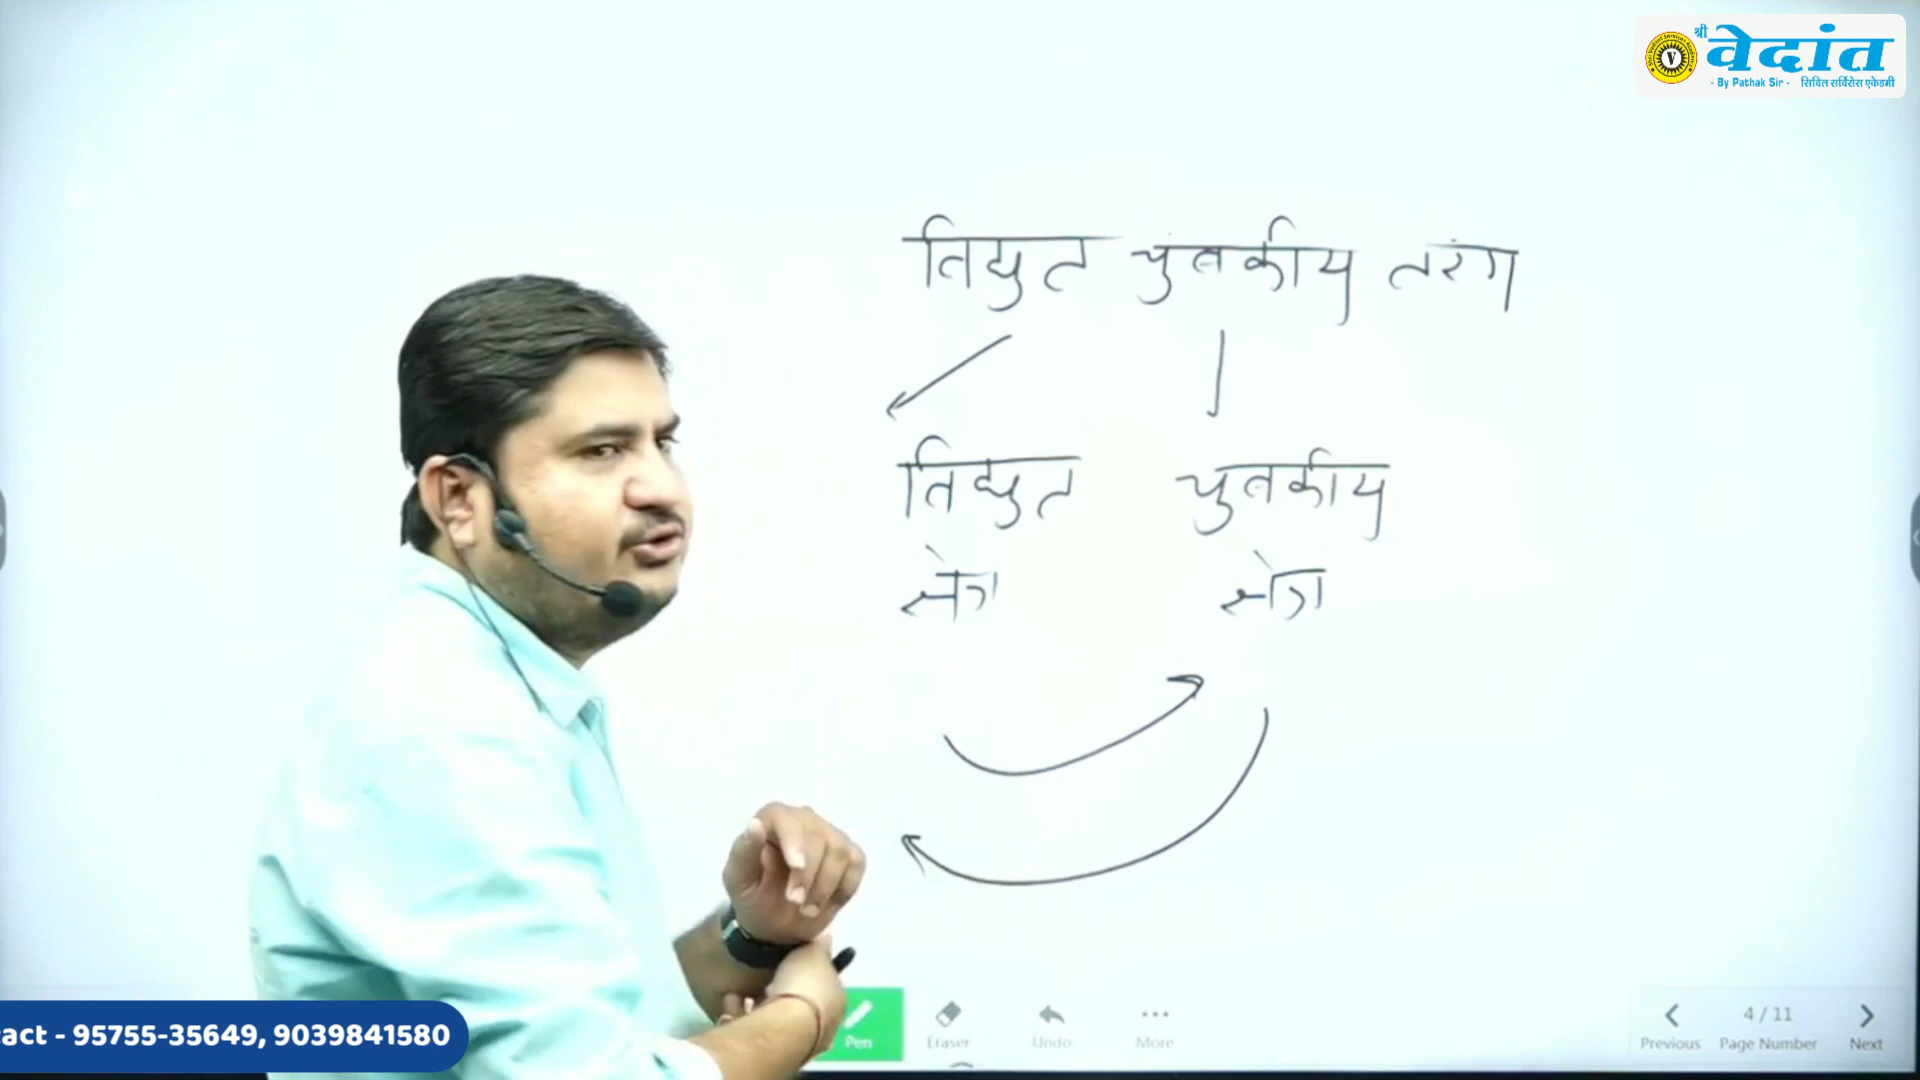 श्री वेदांत
- By Pathak Sir - सिविल सर्विसेस एकेडमी
विद्युत चुंबकीय तरंग
विद्युत चुबकीय
क्षेत्र क्षेत्र
act - 95755-35649, 9039841580
Pen Eraser Undo More
4 / 11
Previous Page Number Next